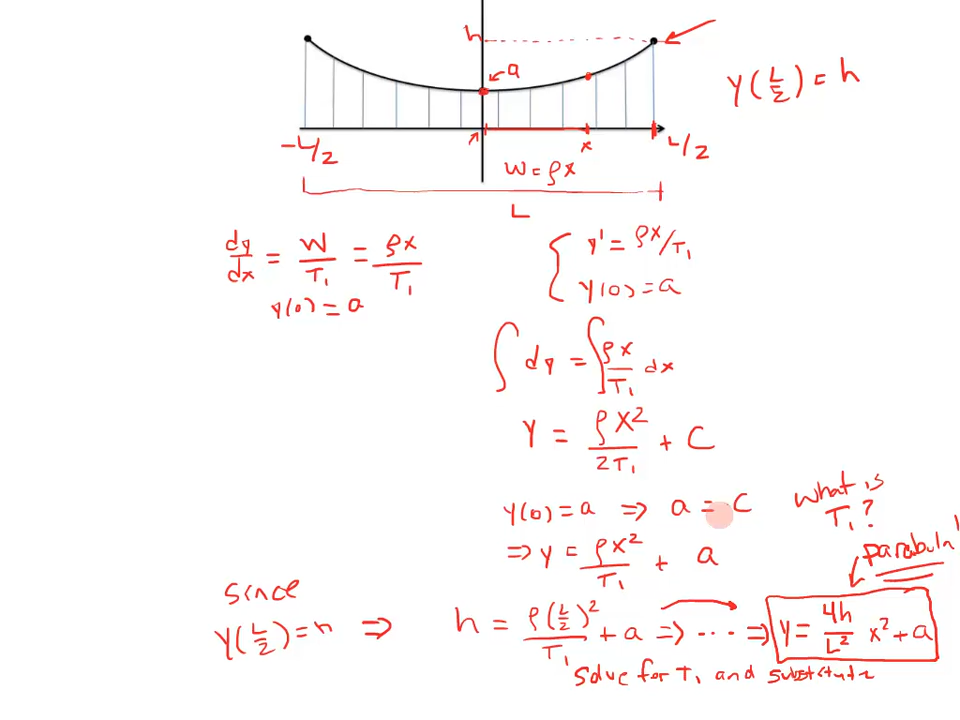 h
a
y(L/2) = h
-L/2
x
L/2
W = ρx
L
dy/dx = W/T₁ = ρx/T₁
y(0) = a
{ y' = ρx/T₁
y(0) = a
∫ dy = ∫ ρx/T₁ dx
y = ρx²/2T₁ + C
y(0) = a ⇒ a = C
what is T₁?
⇒ y = ρx²/T₁ + a
parabula!
since
y(L/2) = h ⇒ h = ρ(L/2)²/T₁ + a ⇒ ... ⇒ y = 4h/L² x² + a
solve for T₁ and substitute